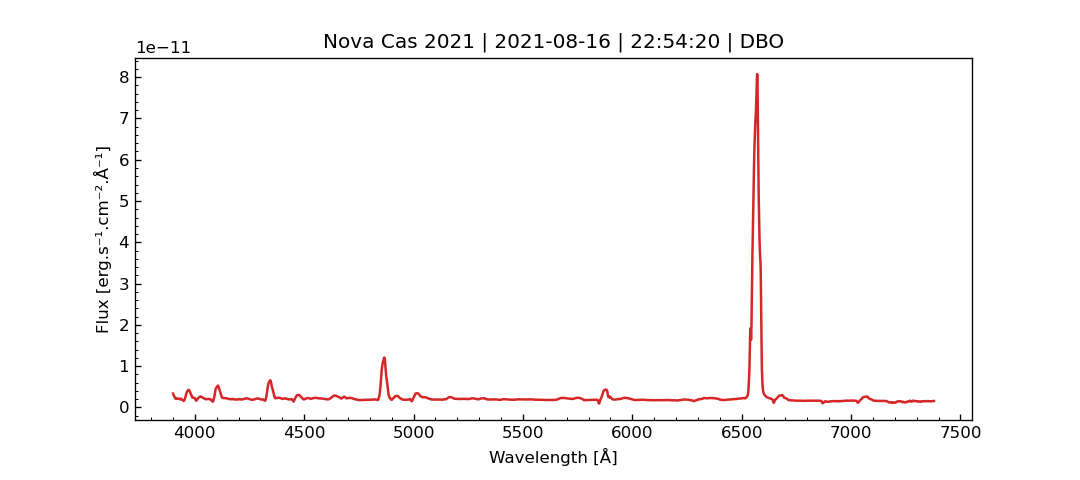 Nova Cas 2021 | 2021-08-16 | 22:54:20 | DBO
1e−11
8
7
6
5
4
3
2
1
0
Flux [erg.s⁻¹.cm⁻².Å⁻¹]
4000 4500 5000 5500 6000 6500 7000 7500
Wavelength [Å]